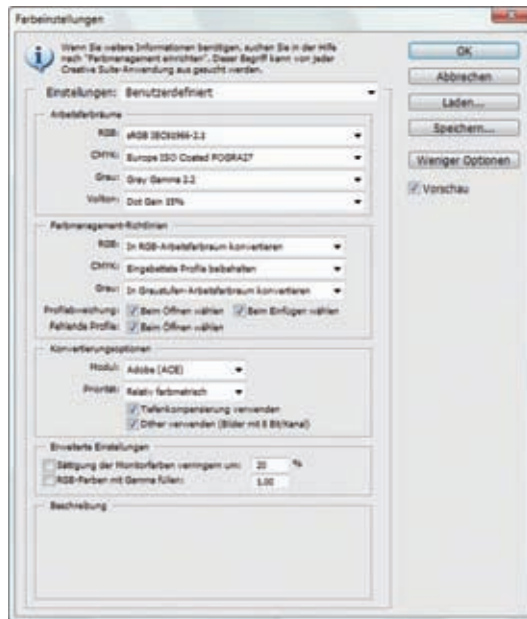 Farbeinstellungen
Wenn Sie weitere Informationen benötigen, suchen Sie in der Hilfe
nach "Farbmanagement einrichten". Dieser Begriff kann von jeder
Creative Suite-Anwendung aus gesucht werden.
OK
Abbrechen
Laden...
Speichern...
Weniger Optionen
Vorschau
Einstellungen: Benutzerdefiniert
Arbeitsfarbräume
RGB: sRGB IEC61966-2.1
CMYK: Europe ISO Coated FOGRA27
Grau: Gray Gamma 2.2
Vollton: Dot Gain 15%
Farbmanagement-Richtlinien
RGB: In RGB-Arbeitsfarbraum konvertieren
CMYK: Eingebettete Profile beibehalten
Grau: In Graustufen-Arbeitsfarbraum konvertieren
Profilabweichung: Beim Öffnen wählen Beim Einfügen wählen
Fehlende Profile: Beim Öffnen wählen
Konvertierungsoptionen
Modul: Adobe (ACE)
Priorität: Relativ farbmetrisch
Tiefenkompensierung verwenden
Dither verwenden (Bilder mit 8 Bit/Kanal)
Erweiterte Einstellungen
Sättigung der Monitorfarben verringern um: 20 %
RGB-Farben mit Gamma füllen: 1,00
Beschreibung